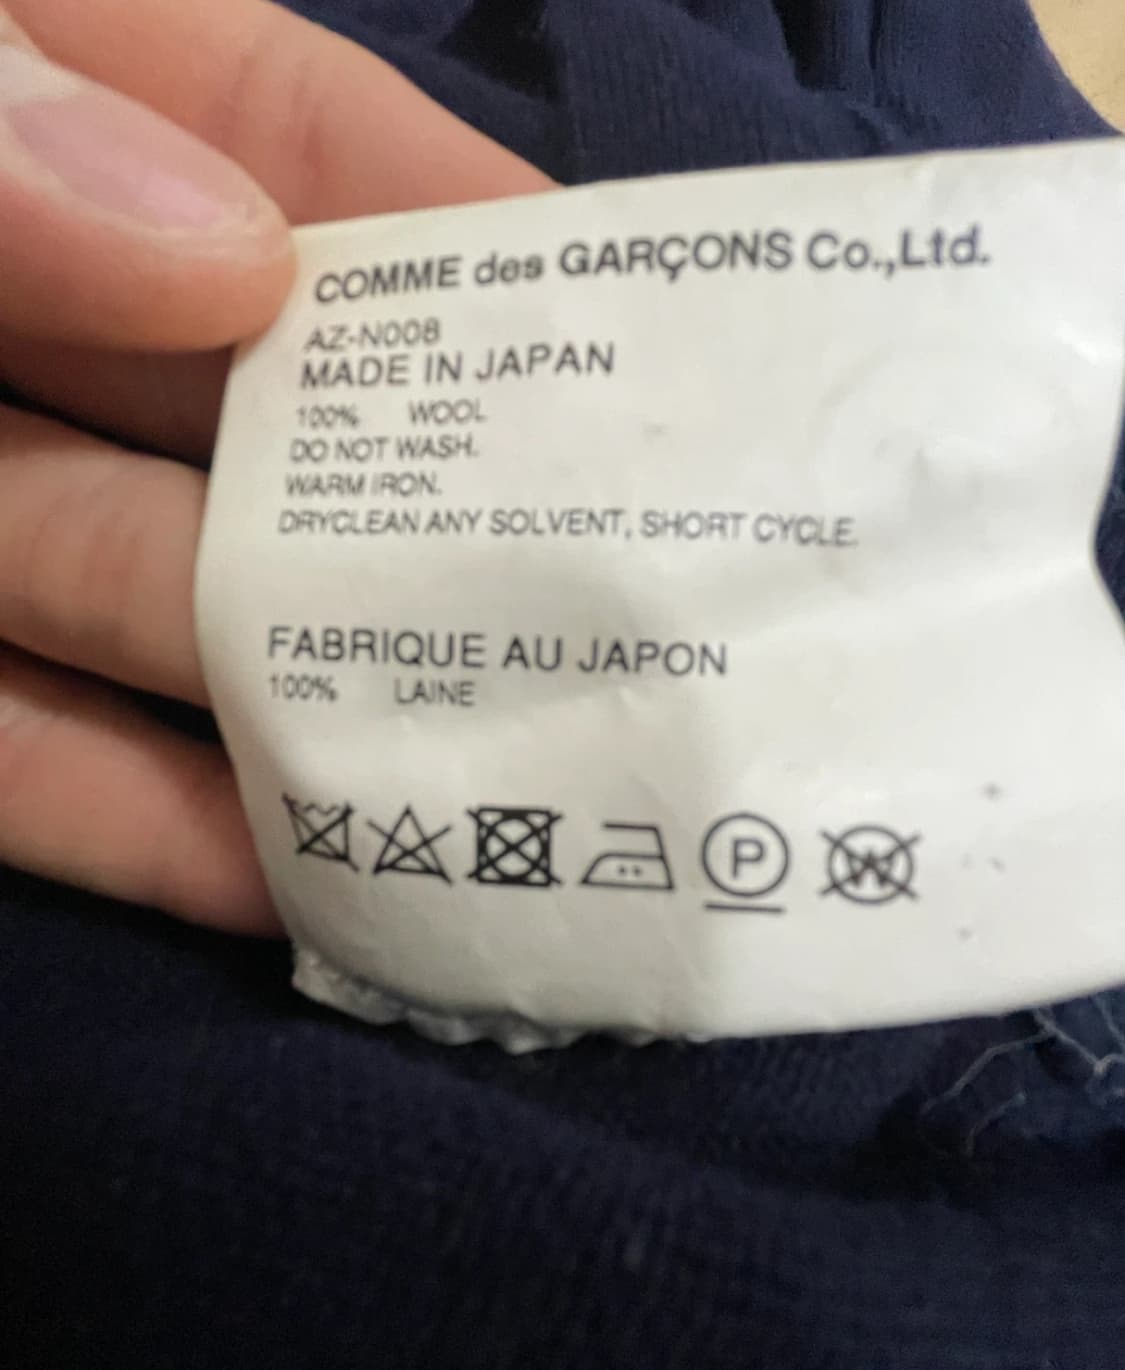 COMME des GARÇONS Co.,Ltd.
AZ-N008
MADE IN JAPAN
100% WOOL
DO NOT WASH.
WARM IRON.
DRYCLEAN ANY SOLVENT, SHORT CYCLE.
FABRIQUE AU JAPON
100% LAINE
P W